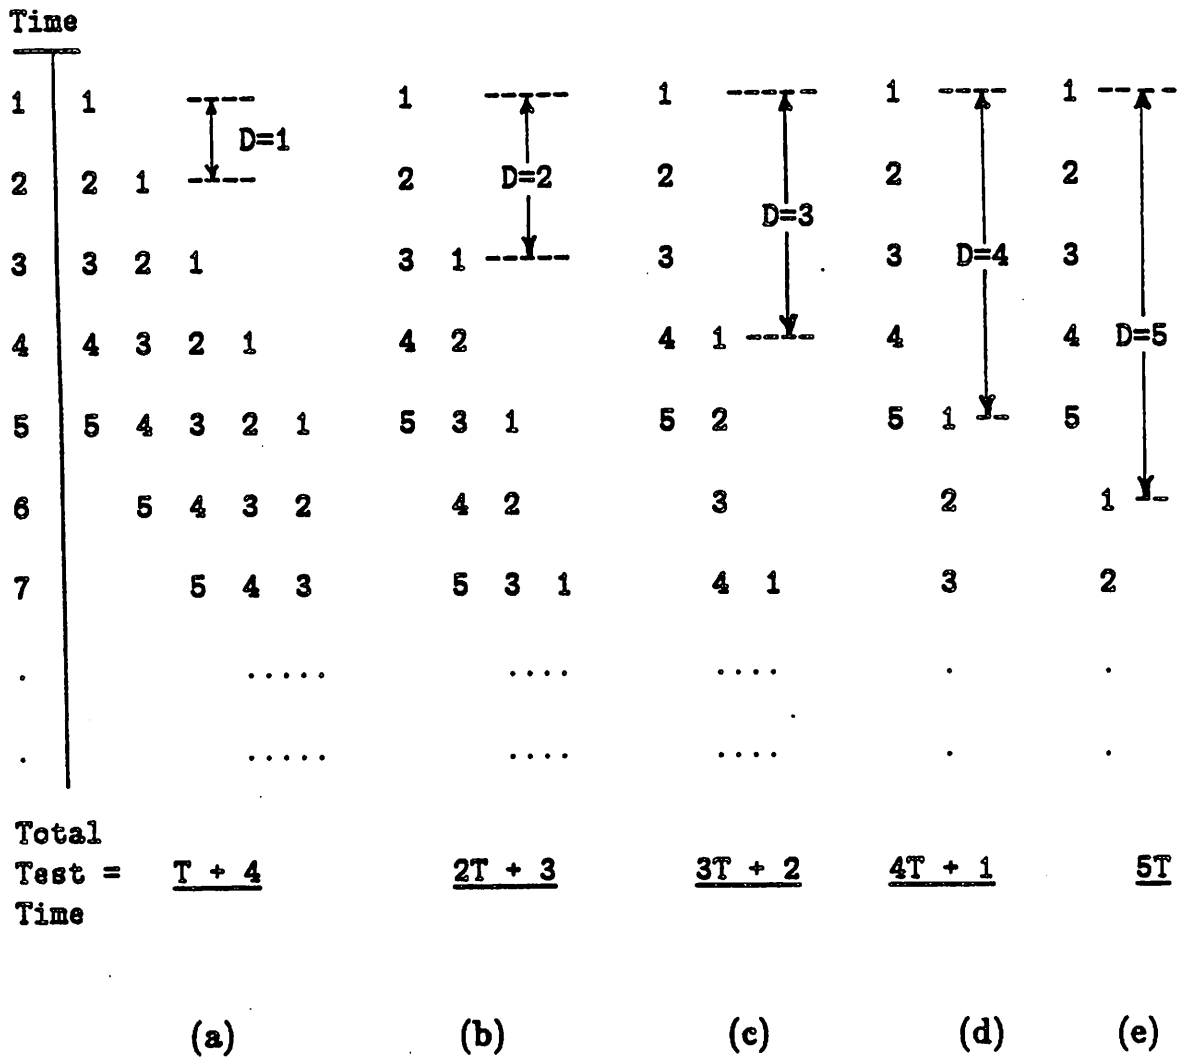 Time
1 1 D=1 1 1 1 1
2 2 1 2 D=2 2 2 2
3 3 2 1 3 1 3 D=3 3 D=4 3
4 4 3 2 1 4 2 4 1 4 4 D=5
5 5 4 3 2 1 5 3 1 5 2 5 1 5
6 5 4 3 2 4 2 3 2 1
7 5 4 3 5 3 1 4 1 3 2
. ..... .... .... . .
. ..... .... .... . .
Total
Test = T + 4 2T + 3 3T + 2 4T + 1 5T
Time
(a) (b) (c) (d) (e)